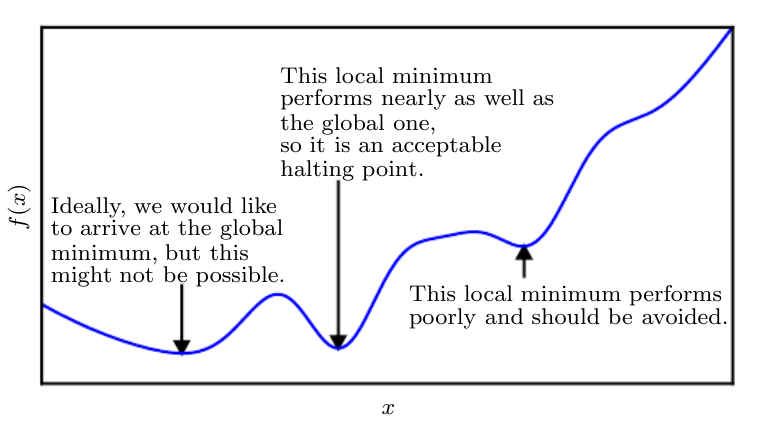 This local minimum
performs nearly as well as
the global one,
so it is an acceptable
halting point.
Ideally, we would like
to arrive at the global
minimum, but this
might not be possible.
This local minimum performs
poorly and should be avoided.
f(x)
x